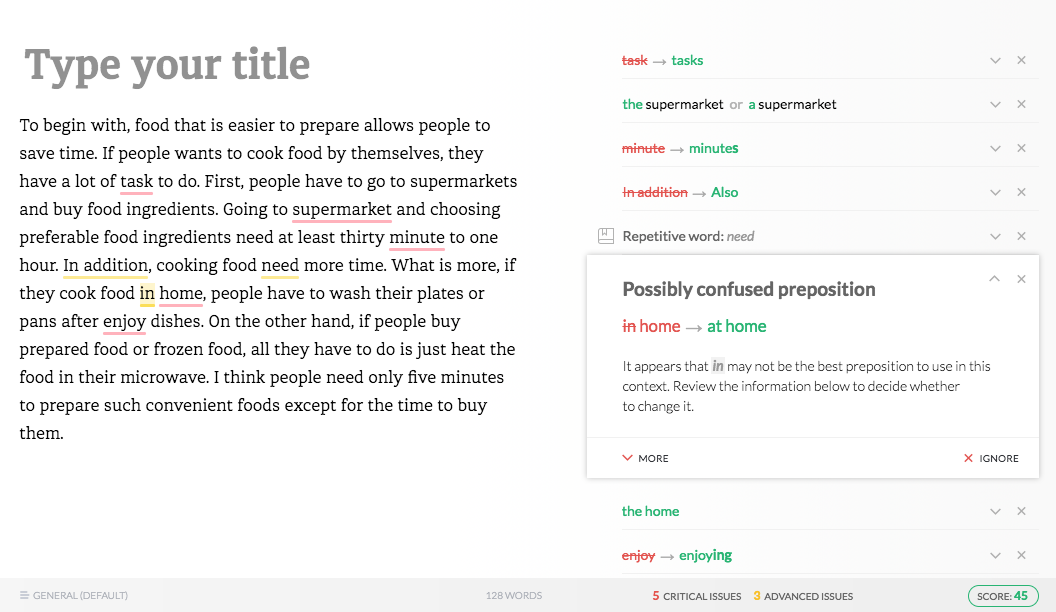 Type your title
To begin with, food that is easier to prepare allows people to
save time. If people wants to cook food by themselves, they
have a lot of task to do. First, people have to go to supermarkets
and buy food ingredients. Going to supermarket and choosing
preferable food ingredients need at least thirty minute to one
hour. In addition, cooking food need more time. What is more, if
they cook food in home, people have to wash their plates or
pans after enjoy dishes. On the other hand, if people buy
prepared food or frozen food, all they have to do is just heat the
food in their microwave. I think people need only five minutes
to prepare such convenient foods except for the time to buy
them.
task → tasks
the supermarket or a supermarket
minute → minutes
In addition → Also
Repetitive word: need
Possibly confused preposition
in home → at home
It appears that in may not be the best preposition to use in this
context. Review the information below to decide whether
to change it.
MORE
IGNORE
the home
enjoy → enjoying
GENERAL (DEFAULT)
128 WORDS
5 CRITICAL ISSUES
3 ADVANCED ISSUES
SCORE: 45